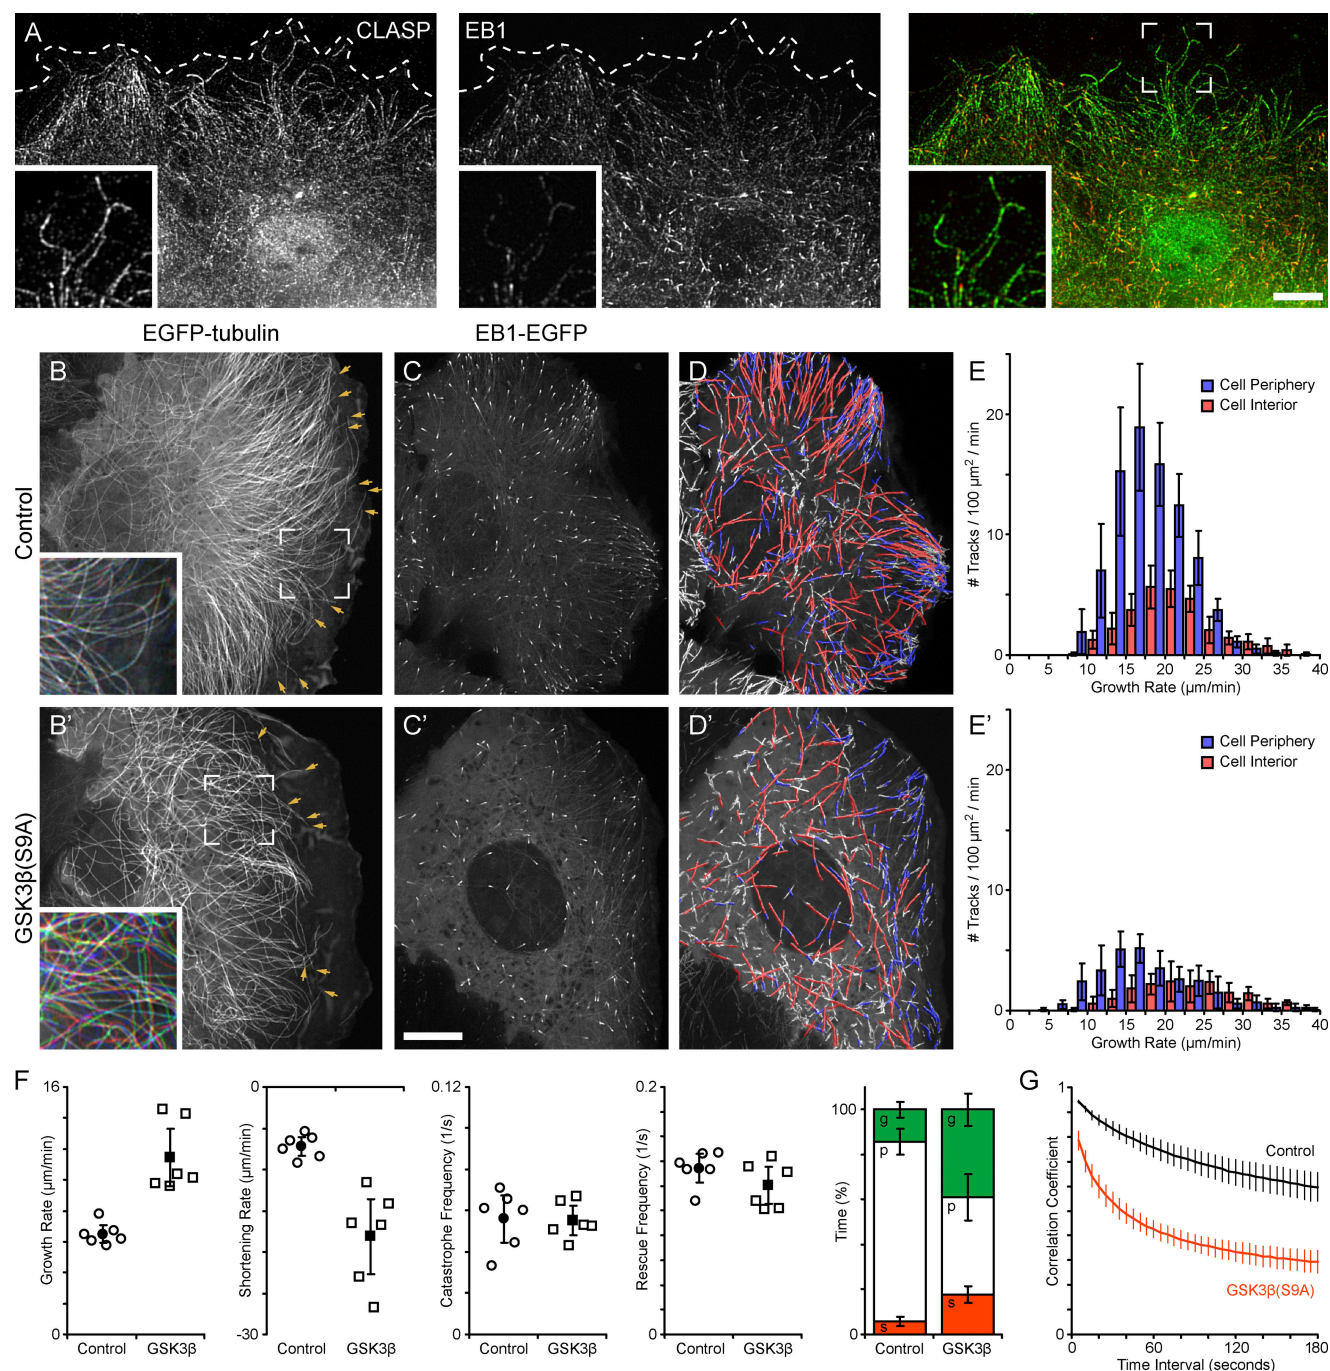 A CLASP EB1
EGFP-tubulin EB1-EGFP
B C D E
Cell Periphery
Cell Interior
20
10
0
# Tracks / 100 µm² / min
0 5 10 15 20 25 30 35 40
Growth Rate (µm/min)
Control
B' C' D' E'
Cell Periphery
Cell Interior
20
10
0
# Tracks / 100 µm² / min
0 5 10 15 20 25 30 35 40
Growth Rate (µm/min)
GSK3β(S9A)
F
16
0
Growth Rate (µm/min)
Control GSK3β
0
-30
Shortening Rate (µm/min)
Control GSK3β
0.12
0
Catastrophe Frequency (1/s)
Control GSK3β
0.2
0
Rescue Frequency (1/s)
Control GSK3β
100
0
Time (%)
g g
p p
s s
Control GSK3β
G
1
0
Correlation Coefficient
Control
GSK3β(S9A)
0 60 120 180
Time Interval (seconds)